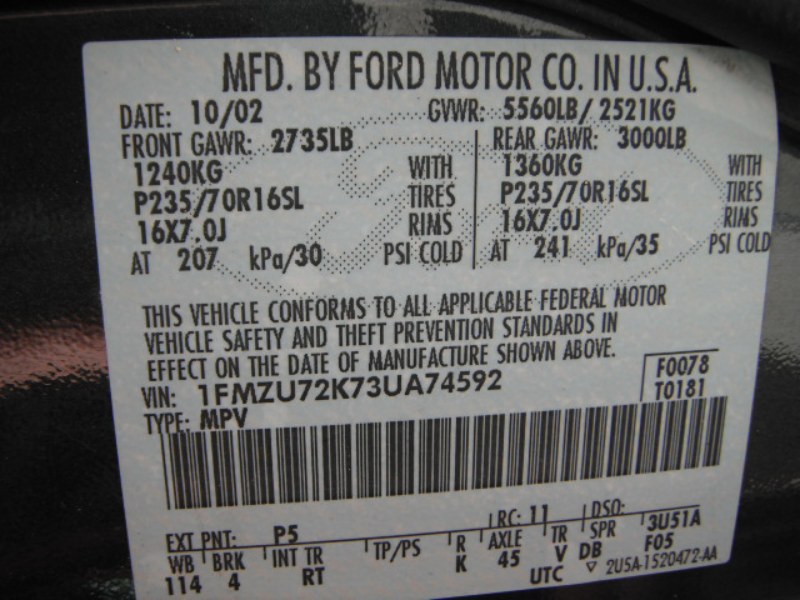 MFD. BY FORD MOTOR CO. IN U.S.A.
DATE: 10/02 GVWR: 5560LB/ 2521KG
FRONT GAWR: 2735LB REAR GAWR: 3000LB
1240KG WITH 1360KG WITH
P235/70R16SL TIRES P235/70R16SL TIRES
16X7.0J RIMS 16X7.0J RIMS
AT 207 kPa/30 PSI COLD AT 241 kPa/35 PSI COLD
THIS VEHICLE CONFORMS TO ALL APPLICABLE FEDERAL MOTOR
VEHICLE SAFETY AND THEFT PREVENTION STANDARDS IN
EFFECT ON THE DATE OF MANUFACTURE SHOWN ABOVE.
VIN: 1FMZU72K73UA74592 F0078
TYPE: MPV T0181
EXT PNT: P5 RC: 11 DSO: 3U51A
WB BRK INT TR TP/PS R AXLE TR SPR F05
114 4 RT K 45 V DB
UTC ▽ 2U5A-1520472-AA